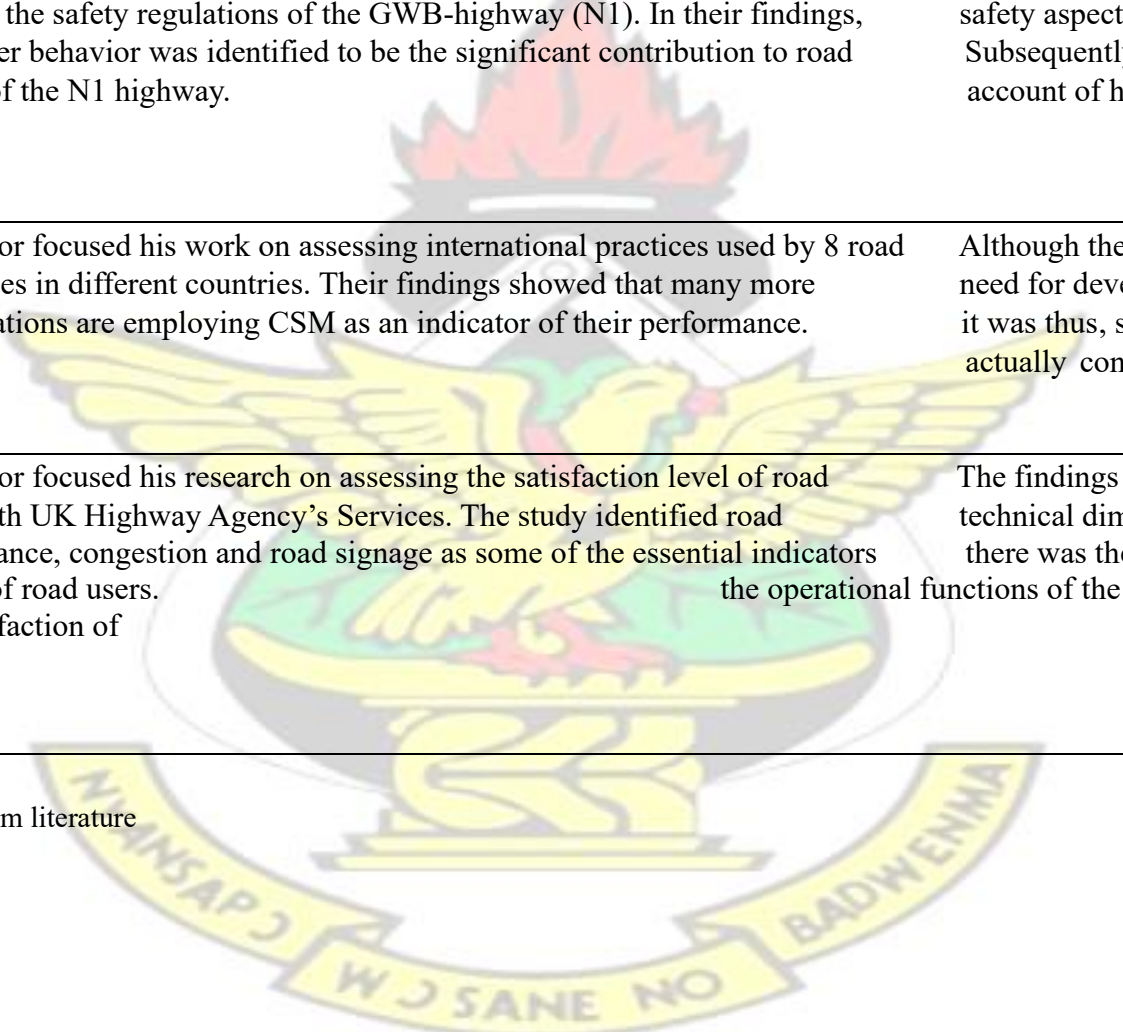 the safety regulations of the GWB-highway (N1). In their findings,
er behavior was identified to be the significant contribution to road
of the N1 highway.
safety aspect
Subsequently
account of h
or focused his work on assessing international practices used by 8 road
es in different countries. Their findings showed that many more
ations are employing CSM as an indicator of their performance.
Although the
need for deve
it was thus, s
actually con
or focused his research on assessing the satisfaction level of road
th UK Highway Agency’s Services. The study identified road
ance, congestion and road signage as some of the essential indicators
of road users.
faction of
The findings
technical dim
there was the
the operational functions of the
m literature
NYANSAPƆ
WƆ SANE NO
BADWENMA